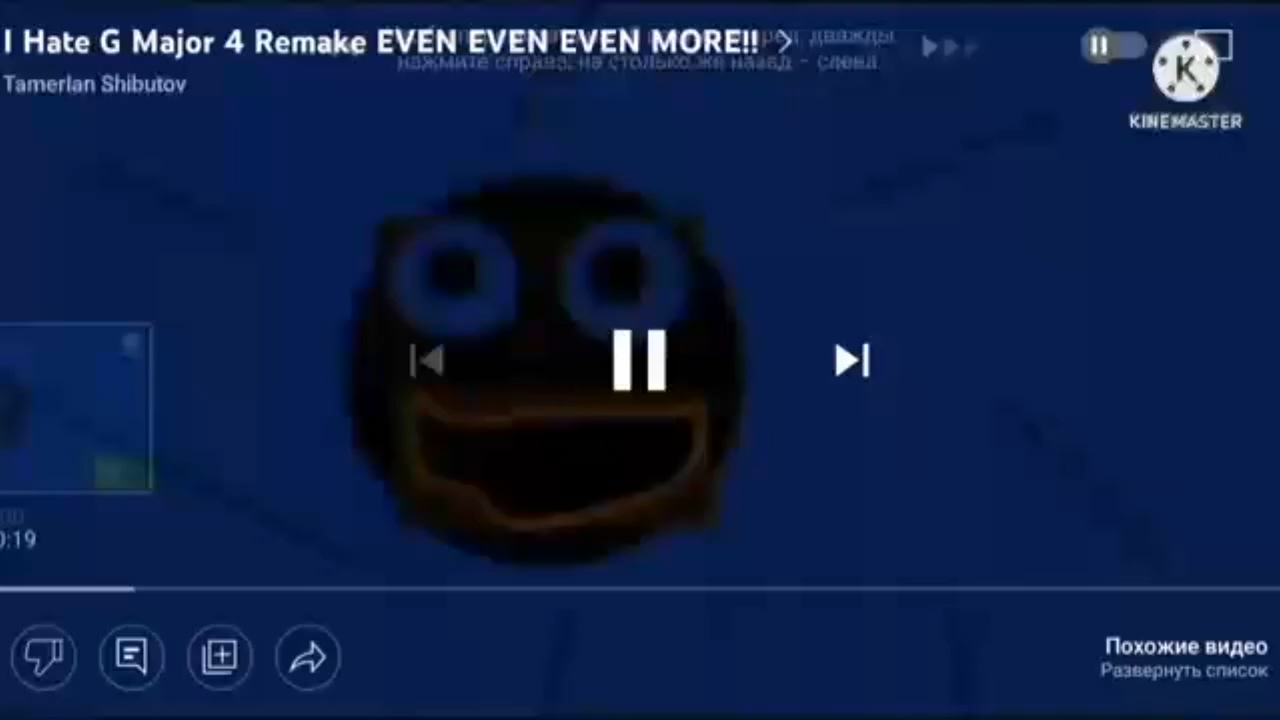 I Hate G Major 4 Remake EVEN EVEN EVEN MORE!!
дважды
нажмите справа, на столько же назад - слева
Tamerlan Shibutov
K
KINEMASTER
0:19
Похожие видео
Развернуть список